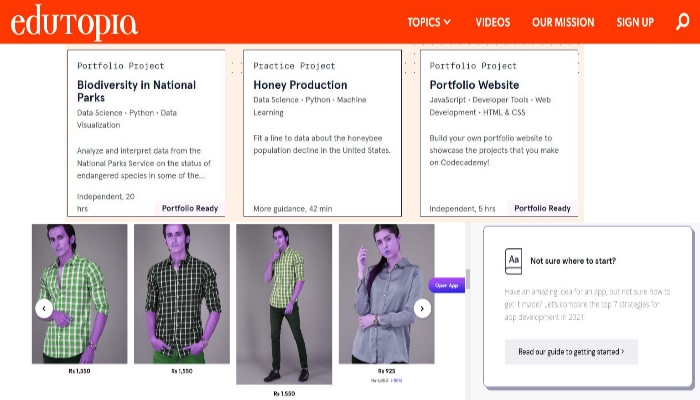 edutopia
TOPICS VIDEOS OUR MISSION SIGN UP
Portfolio Project
Biodiversity in National
Parks
Data Science • Python • Data
Visualization
Analyze and interpret data from the
National Parks Service on the status of
endangered species in some of the...
Independent, 20
hrs
Portfolio Ready
Practice Project
Honey Production
Data Science • Python • Machine
Learning
Fit a line to data about the honeybee
population decline in the United States.
More guidance, 42 min
Portfolio Project
Portfolio Website
JavaScript • Developer Tools • Web
Development • HTML & CSS
Build your own portfolio website to
showcase the projects that you make
on Codecademy!
Independent, 5 hrs
Portfolio Ready
Rs 1,550
Rs 1,550
Rs 1,550
Rs 925
Rs 1,850 (-50%)
Open App
Aa
Not sure where to start?
Have an amazing idea for an app, but not sure how to
get it made? Let's compare the top 7 strategies for
app development in 2021.
Read our guide to getting started >